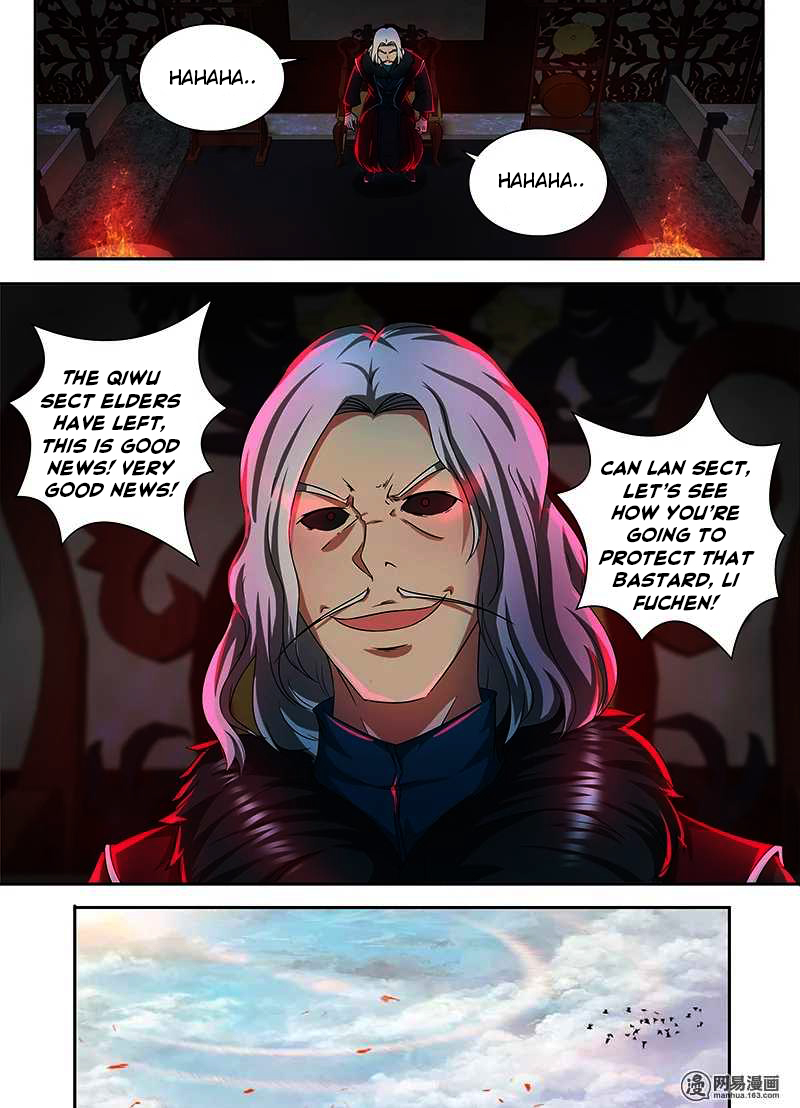 HAHAHA..
HAHAHA..
THE QIWU
SECT ELDERS
HAVE LEFT,
THIS IS GOOD
NEWS! VERY
GOOD NEWS!
CAN LAN SECT,
LET'S SEE
HOW YOU'RE
GOING TO
PROTECT THAT
BASTARD, LI
FUCHEN!
漫 网易漫画
manhua.163.com